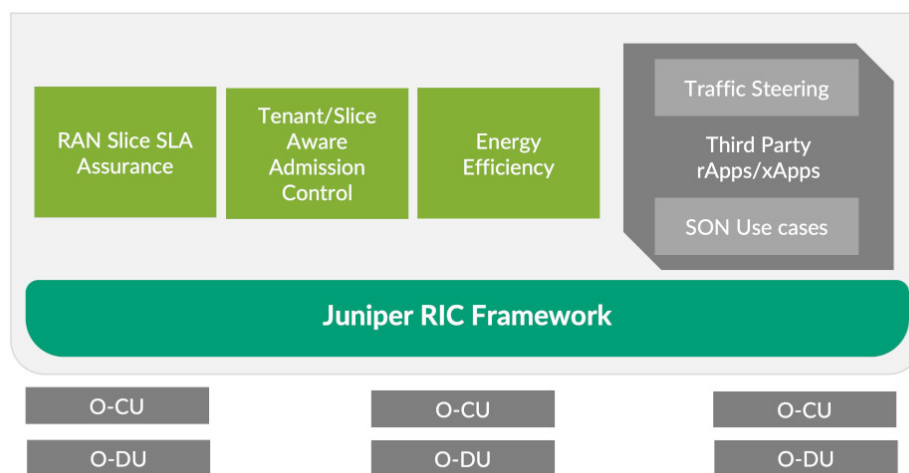 RAN Slice SLA
Assurance
Tenant/Slice
Aware
Admission
Control
Energy
Efficiency
Traffic Steering
Third Party
rApps/xApps
SON Use cases
Juniper RIC Framework
O-CU
O-CU
O-CU
O-DU
O-DU
O-DU